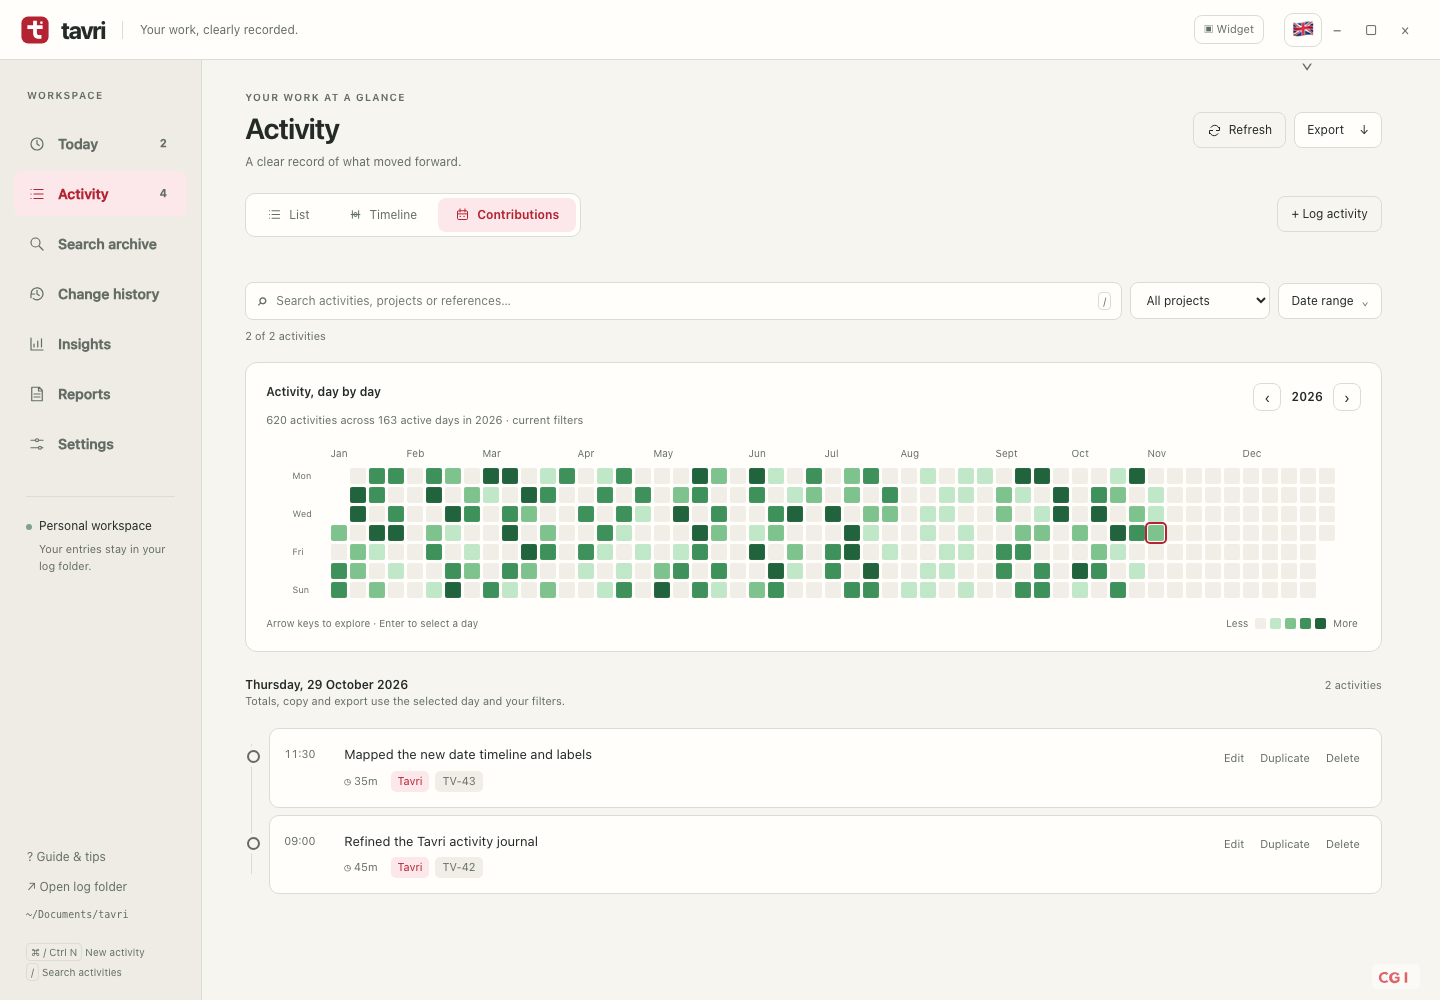 tavri
Your work, clearly recorded.
Widget
WORKSPACE
Today 2
Activity 4
Search archive
Change history
Insights
Reports
Settings
Personal workspace
Your entries stay in your
log folder.
? Guide & tips
↗ Open log folder
~/Documents/tavri
⌘ / Ctrl N New activity
/ Search activities
YOUR WORK AT A GLANCE
Activity
A clear record of what moved forward.
Refresh
Export ↓
List
Timeline
Contributions
+ Log activity
Search activities, projects or references...
/
All projects
Date range
2 of 2 activities
Activity, day by day
620 activities across 163 active days in 2026 · current filters
‹ 2026 ›
Jan Feb Mar Apr May Jun Jul Aug Sept Oct Nov Dec
Mon
Wed
Fri
Sun
Arrow keys to explore · Enter to select a day
Less More
Thursday, 29 October 2026
2 activities
Totals, copy and export use the selected day and your filters.
11:30 Mapped the new date timeline and labels
Edit Duplicate Delete
35m Tavri TV-43
09:00 Refined the Tavri activity journal
Edit Duplicate Delete
45m Tavri TV-42
CGI